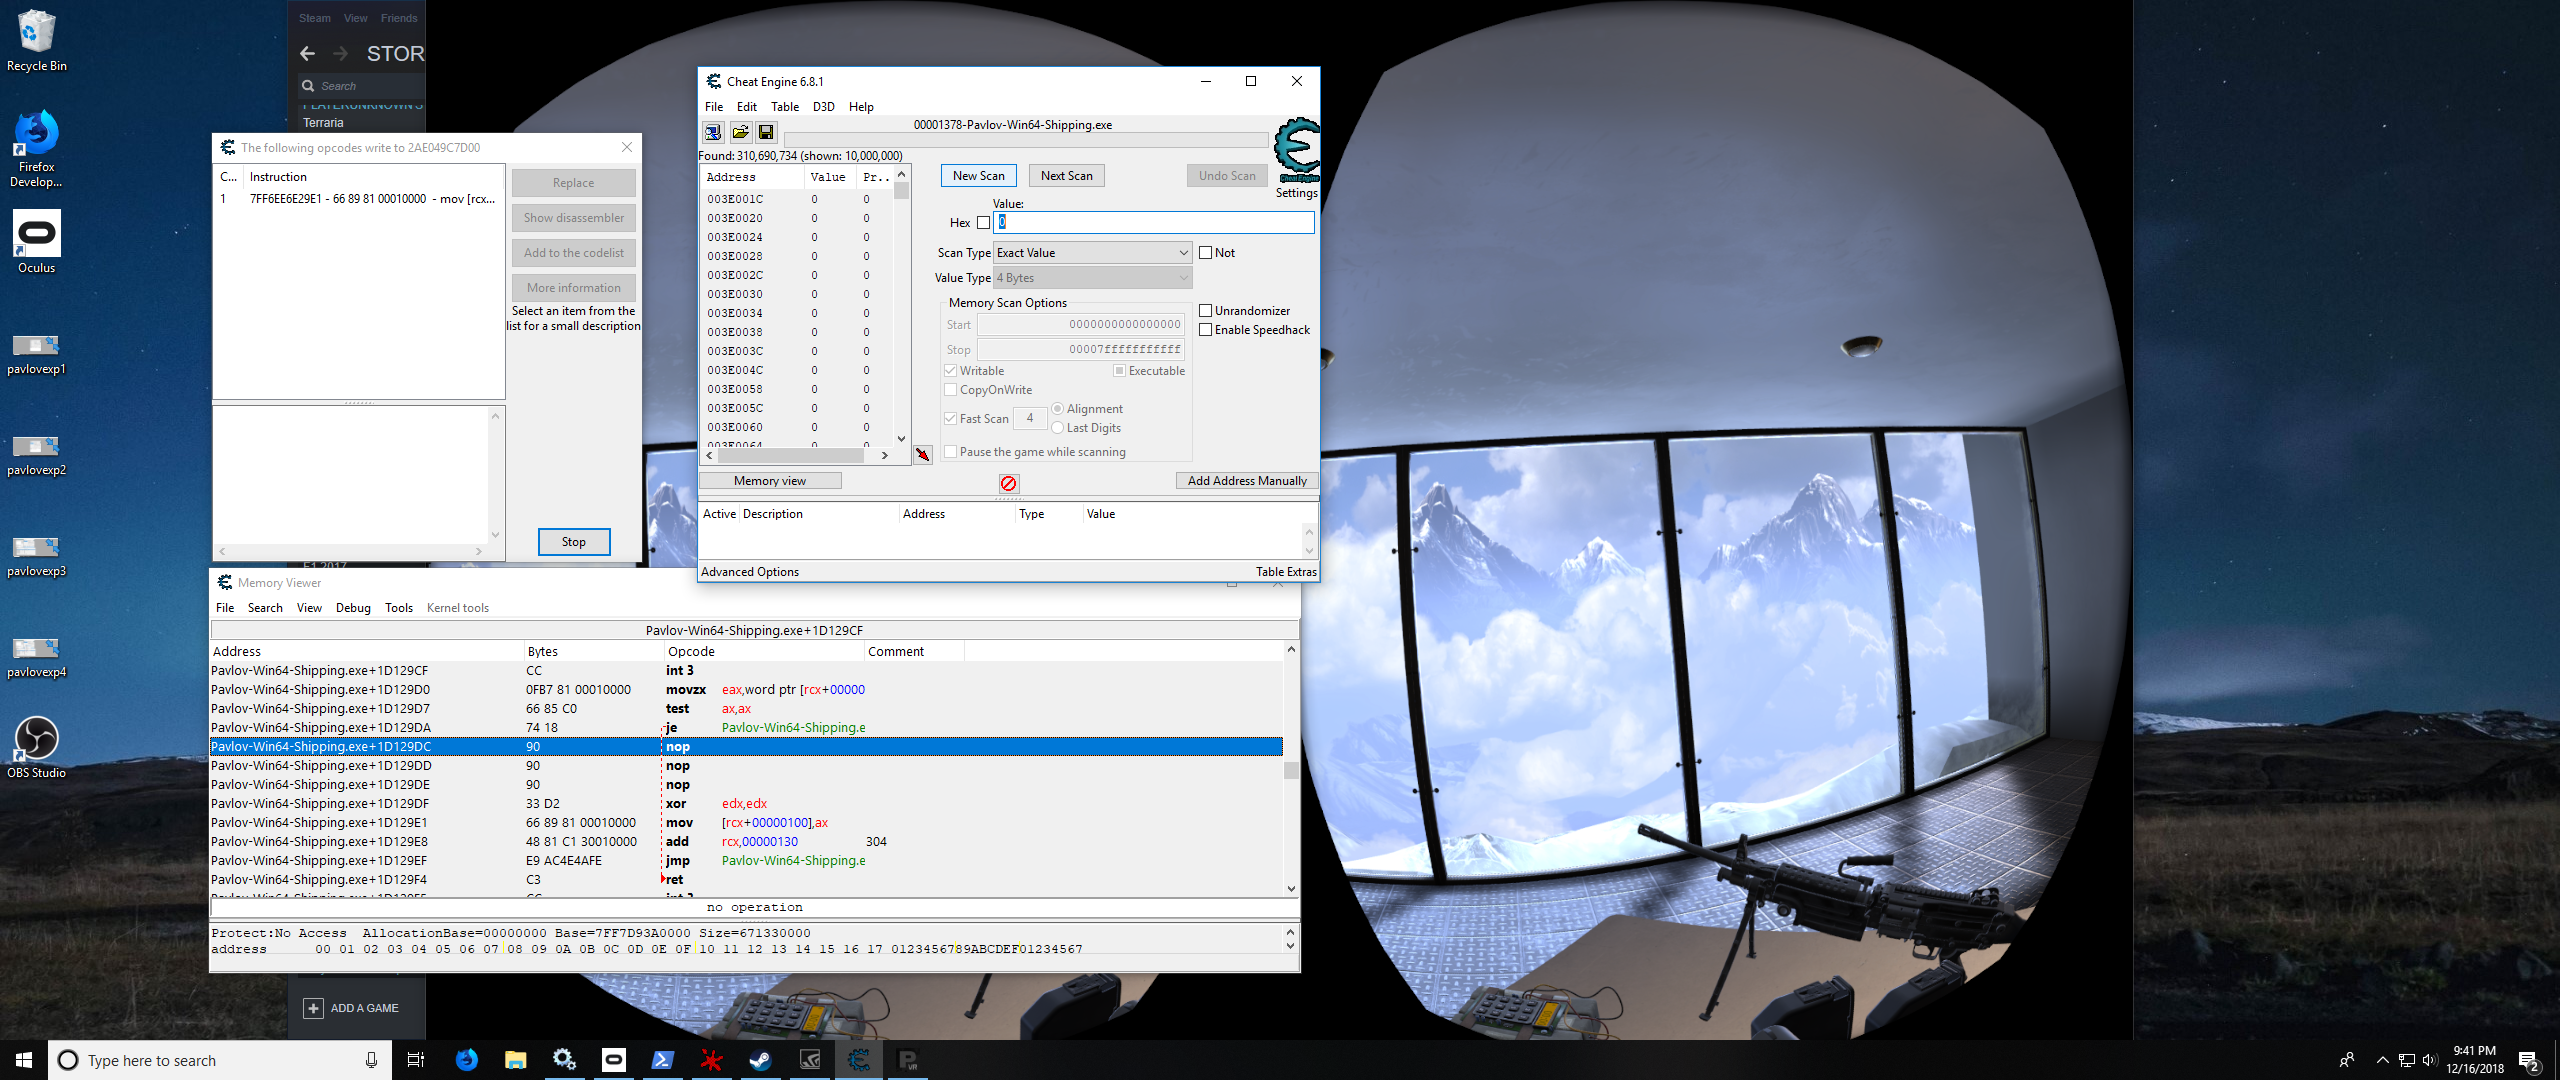 Recycle Bin
Firefox
Develop...
Oculus
pavlovexp1
pavlovexp2
pavlovexp3
pavlovexp4
OBS Studio
Steam View Friends
STOR
Search
PLAYERUNKNOWN'S
Terraria
F1 2017
ADD A GAME
The following opcodes write to 2AE049C7D00
C... Instruction
1 7FF6EE6E29E1 - 66 89 81 00010000 - mov [rcx...
Replace
Show disassembler
Add to the codelist
More information
Select an item from the
list for a small description
Stop
Cheat Engine 6.8.1
File Edit Table D3D Help
00001378-Pavlov-Win64-Shipping.exe
Found: 310,690,734 (shown: 10,000,000)
Address Value Pr..
003E001C 0 0
003E0020 0 0
003E0024 0 0
003E0028 0 0
003E002C 0 0
003E0030 0 0
003E0034 0 0
003E0038 0 0
003E003C 0 0
003E004C 0 0
003E0058 0 0
003E005C 0 0
003E0060 0 0
003E0064 0 0
New Scan Next Scan Undo Scan
Cheat Engine
Settings
Value:
Hex 0
Scan Type Exact Value Not
Value Type 4 Bytes
Memory Scan Options
Start 0000000000000000
Stop 00007fffffffffff
Writable Executable
CopyOnWrite
Fast Scan 4 Alignment
Last Digits
Pause the game while scanning
Unrandomizer
Enable Speedhack
Memory view Add Address Manually
Active Description Address Type Value
Advanced Options Table Extras
Memory Viewer
File Search View Debug Tools Kernel tools
Pavlov-Win64-Shipping.exe+1D129CF
Address Bytes Opcode Comment
Pavlov-Win64-Shipping.exe+1D129CF CC int 3
Pavlov-Win64-Shipping.exe+1D129D0 0FB7 81 00010000 movzx eax,word ptr [rcx+00000
Pavlov-Win64-Shipping.exe+1D129D7 66 85 C0 test ax,ax
Pavlov-Win64-Shipping.exe+1D129DA 74 18 je Pavlov-Win64-Shipping.e
Pavlov-Win64-Shipping.exe+1D129DC 90 nop
Pavlov-Win64-Shipping.exe+1D129DD 90 nop
Pavlov-Win64-Shipping.exe+1D129DE 90 nop
Pavlov-Win64-Shipping.exe+1D129DF 33 D2 xor edx,edx
Pavlov-Win64-Shipping.exe+1D129E1 66 89 81 00010000 mov [rcx+00000100],ax
Pavlov-Win64-Shipping.exe+1D129E8 48 81 C1 30010000 add rcx,00000130 304
Pavlov-Win64-Shipping.exe+1D129EF E9 AC4E4AFE jmp Pavlov-Win64-Shipping.e
Pavlov-Win64-Shipping.exe+1D129F4 C3 ret
Pavlov-Win64-Shipping.exe+1D129F5 CC int 3
no operation
Protect:No Access AllocationBase=00000000 Base=7FF7D93A0000 Size=671330000
address 00 01 02 03 04 05 06 07 08 09 0A 0B 0C 0D 0E 0F 10 11 12 13 14 15 16 17 0123456789ABCDEF01234567
Type here to search
9:41 PM
12/16/2018
2